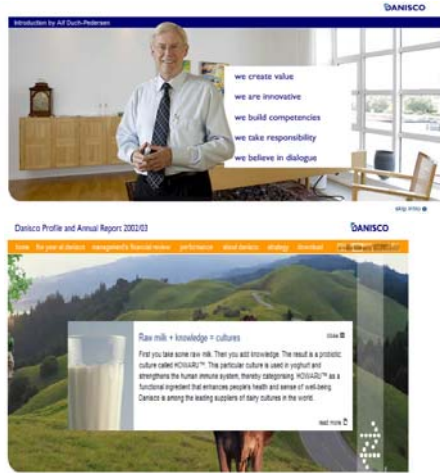 DANISCO
Introduction by Alf Duch-Pedersen
we create value
we are innovative
we build competencies
we take responsibility
we believe in dialogue
skip intro
Danisco Profile and Annual Report 2002/03
DANISCO
home the year at danisco management's financial review performance about danisco strategy download
Raw milk + knowledge = cultures
close
First you take some raw milk. Then you add knowledge. The result is a probiotic
culture called HOWARU™. This particular culture is used in yoghurt and
strengthens the human immune system, thereby categorising HOWARU™ as a
functional ingredient that enhances people's health and sense of well-being.
Danisco is among the leading suppliers of dairy cultures in the world.
read more